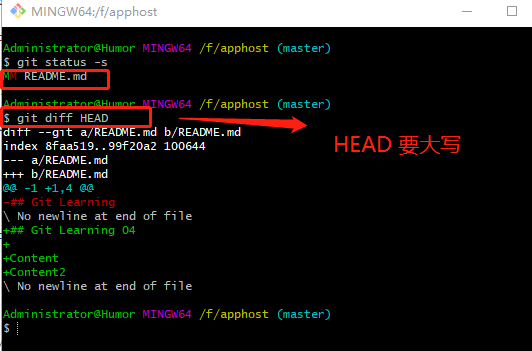 MINGW64:/f/apphost
Administrator@Humor MINGW64 /f/apphost (master)
$ git status -s
MM README.md
Administrator@Humor MINGW64 /f/apphost (master)
$ git diff HEAD
diff --git a/README.md b/README.md
HEAD 要大写
index 8faa519..99f20a2 100644
--- a/README.md
+++ b/README.md
@@ -1 +1,4 @@
-## Git Learning
\ No newline at end of file
+## Git Learning 04
+
+Content
+Content2
\ No newline at end of file
Administrator@Humor MINGW64 /f/apphost (master)
$